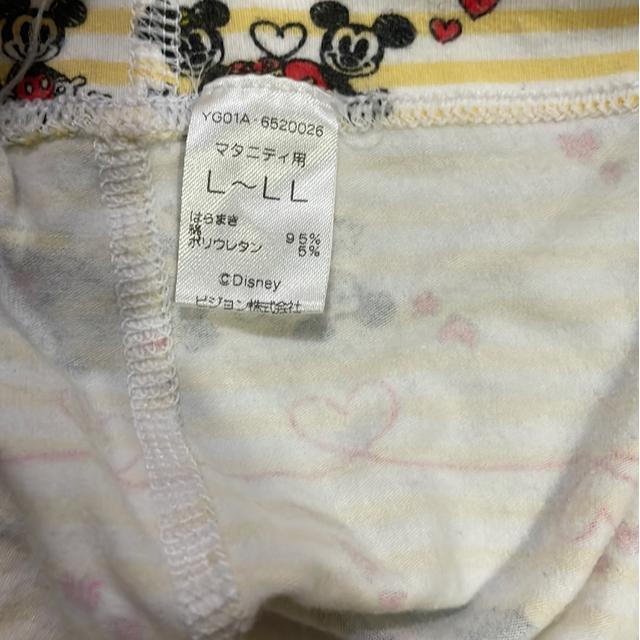 YG01A-6520026
マタニティ用
L～LL
はらまき
綿 95%
ポリウレタン 5%
©Disney
ピジョン株式会社